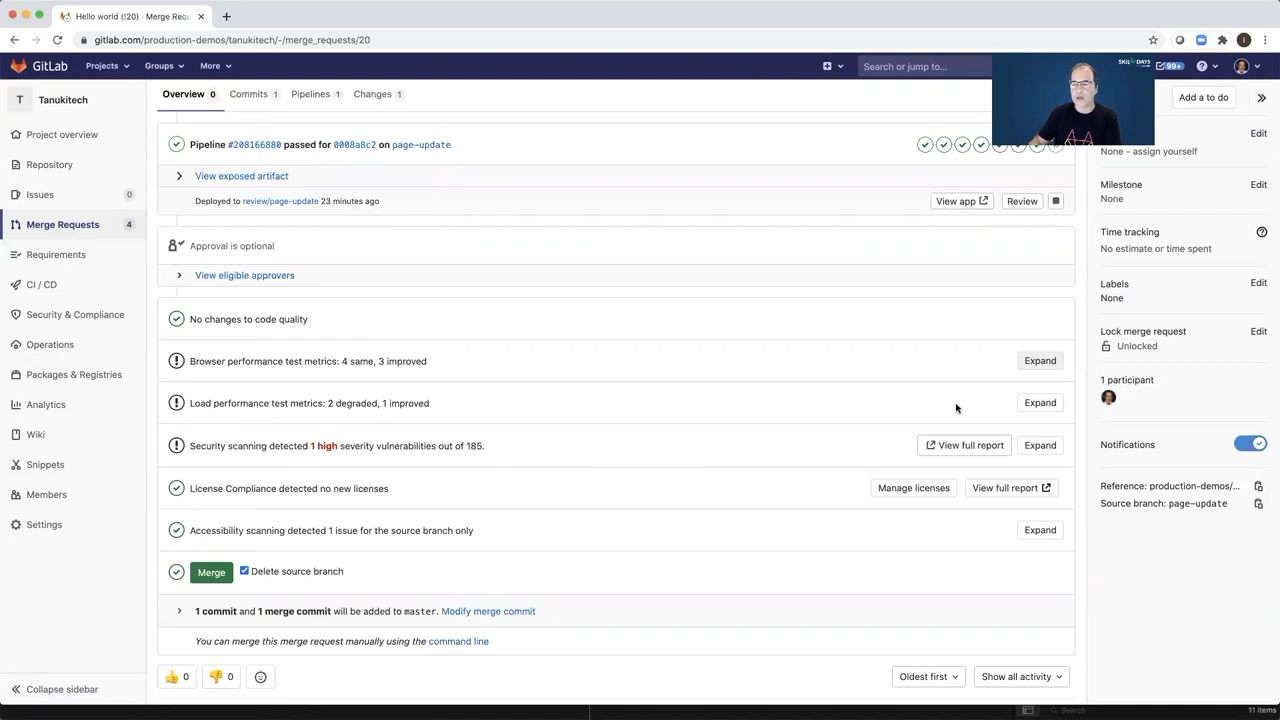 Hello world (!20) · Merge Requ
gitlab.com/production-demos/tanukitech/-/merge_requests/20
GitLab
Projects
Groups
More
Search or jump to...
99+
T
Tanukitech
Project overview
Repository
Issues 0
Merge Requests 4
Requirements
CI / CD
Security & Compliance
Operations
Packages & Registries
Analytics
Wiki
Snippets
Members
Settings
Collapse sidebar
Overview 0
Commits 1
Pipelines 1
Changes 1
Pipeline #208166880 passed for 0008a8c2 on page-update
View exposed artifact
Deployed to review/page-update 23 minutes ago
View app
Review
Approval is optional
View eligible approvers
No changes to code quality
Browser performance test metrics: 4 same, 3 improved
Expand
Load performance test metrics: 2 degraded, 1 improved
Expand
Security scanning detected 1 high severity vulnerabilities out of 185.
View full report
Expand
License Compliance detected no new licenses
Manage licenses
View full report
Accessibility scanning detected 1 issue for the source branch only
Expand
Merge
Delete source branch
1 commit and 1 merge commit will be added to master. Modify merge commit
You can merge this merge request manually using the command line
👍 0
👎 0
Oldest first
Show all activity
Add a to do
Edit
None - assign yourself
Milestone
Edit
None
Time tracking
No estimate or time spent
Labels
Edit
None
Lock merge request
Edit
Unlocked
1 participant
Notifications
Reference: production-demos/...
Source branch: page-update
Search
11 items